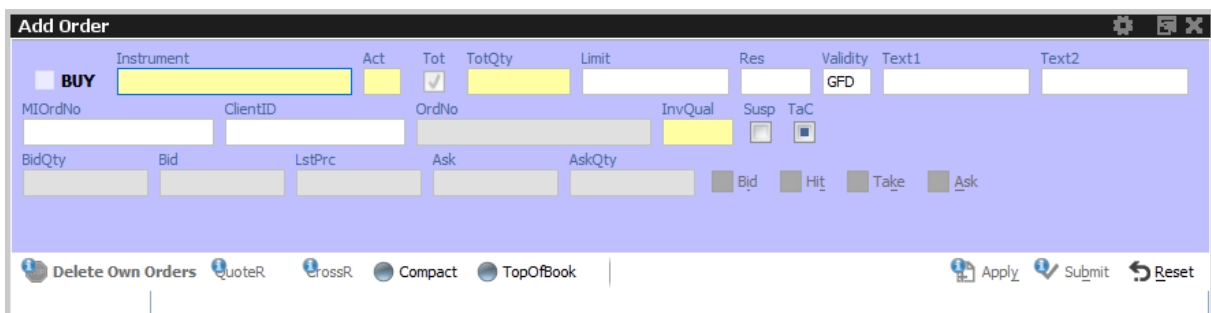 Add Order
Instrument Act Tot TotQty Limit Res Validity Text1 Text2
BUY GFD
MIOrdNo ClientID OrdNo InvQual Susp TaC
BidQty Bid LstPrc Ask AskQty
Bid Hit Take Ask
Delete Own Orders QuoteR CrossR Compact TopOfBook Apply Submit Reset